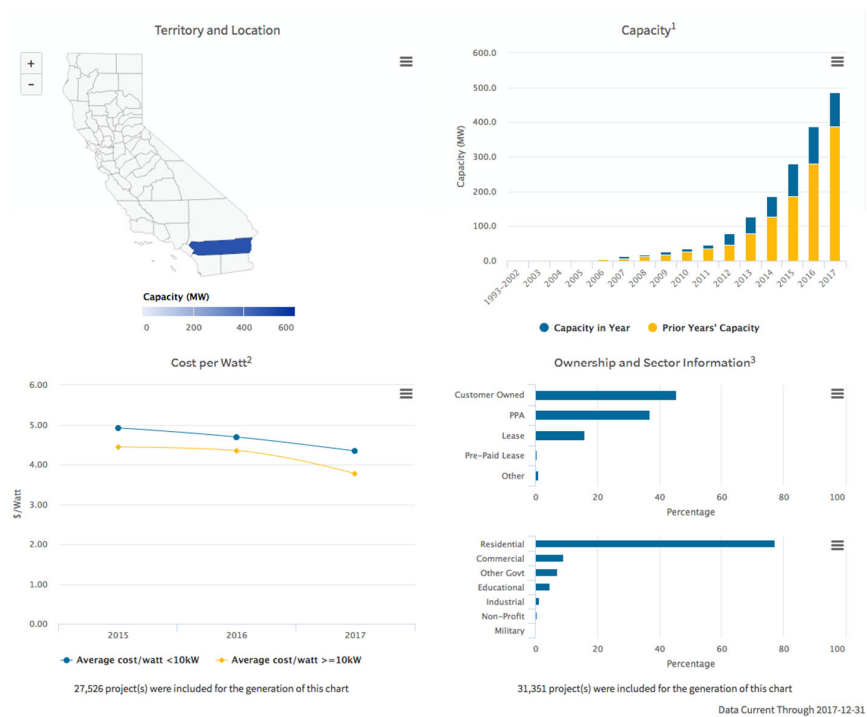 Territory and Location
+
-
Capacity (MW)
0 200 400 600
Capacity1
600.0
500.0
400.0
300.0
200.0
100.0
0.0
Capacity (MW)
1993-2002 2003 2004 2005 2006 2007 2008 2009 2010 2011 2012 2013 2014 2015 2016 2017
Capacity in Year Prior Years' Capacity
Cost per Watt2
6.00
5.00
4.00
3.00
2.00
1.00
0.00
$/Watt
2015 2016 2017
Average cost/watt <10kW Average cost/watt >=10kW
27,526 project(s) were included for the generation of this chart
Ownership and Sector Information3
Customer Owned
PPA
Lease
Pre-Paid Lease
Other
0 20 40 60 80 100
Percentage
Residential
Commercial
Other Govt
Educational
Industrial
Non-Profit
Military
0 20 40 60 80 100
Percentage
31,351 project(s) were included for the generation of this chart
Data Current Through 2017-12-31